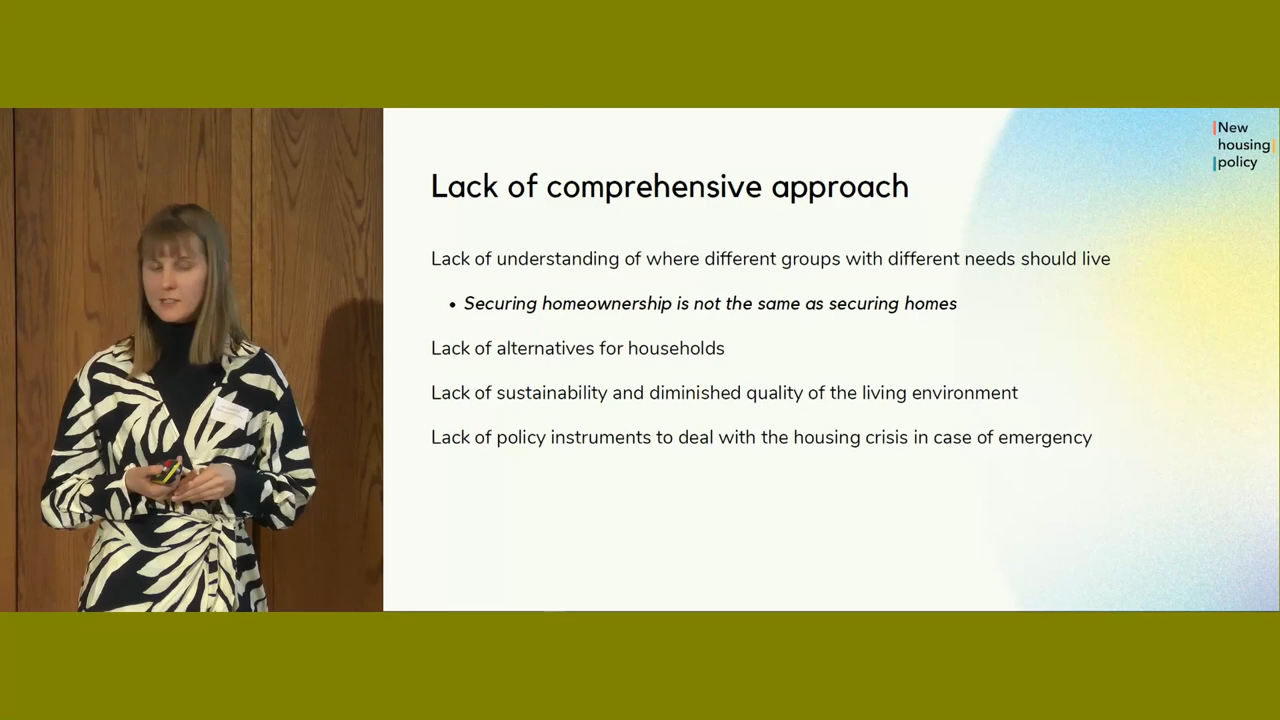 New
housing
policy
Lack of comprehensive approach
Lack of understanding of where different groups with different needs should live
• Securing homeownership is not the same as securing homes
Lack of alternatives for households
Lack of sustainability and diminished quality of the living environment
Lack of policy instruments to deal with the housing crisis in case of emergency